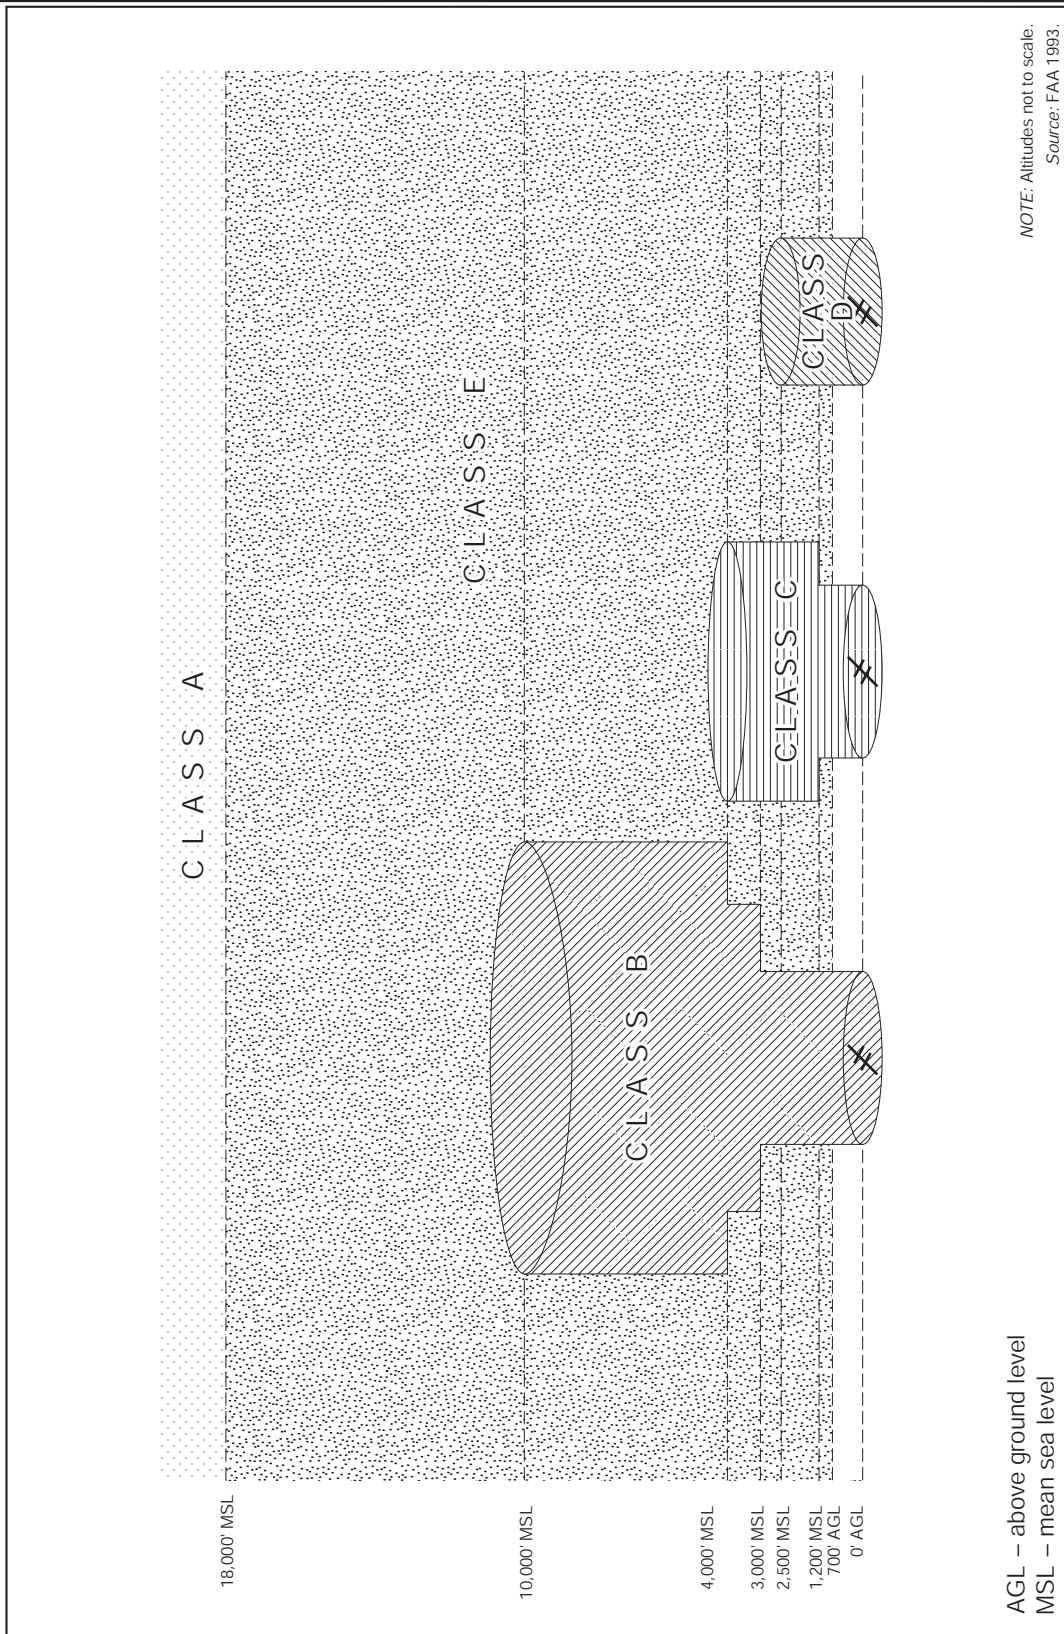 CLASS A
CLASS E
CLASS B
CLASS C
CLASS
D
18,000' MSL
10,000' MSL
4,000' MSL
3,000' MSL
2,500' MSL
1,200' MSL
700' AGL
0' AGL
AGL – above ground level
MSL – mean sea level
NOTE: Altitudes not to scale.
Source: FAA 1993.